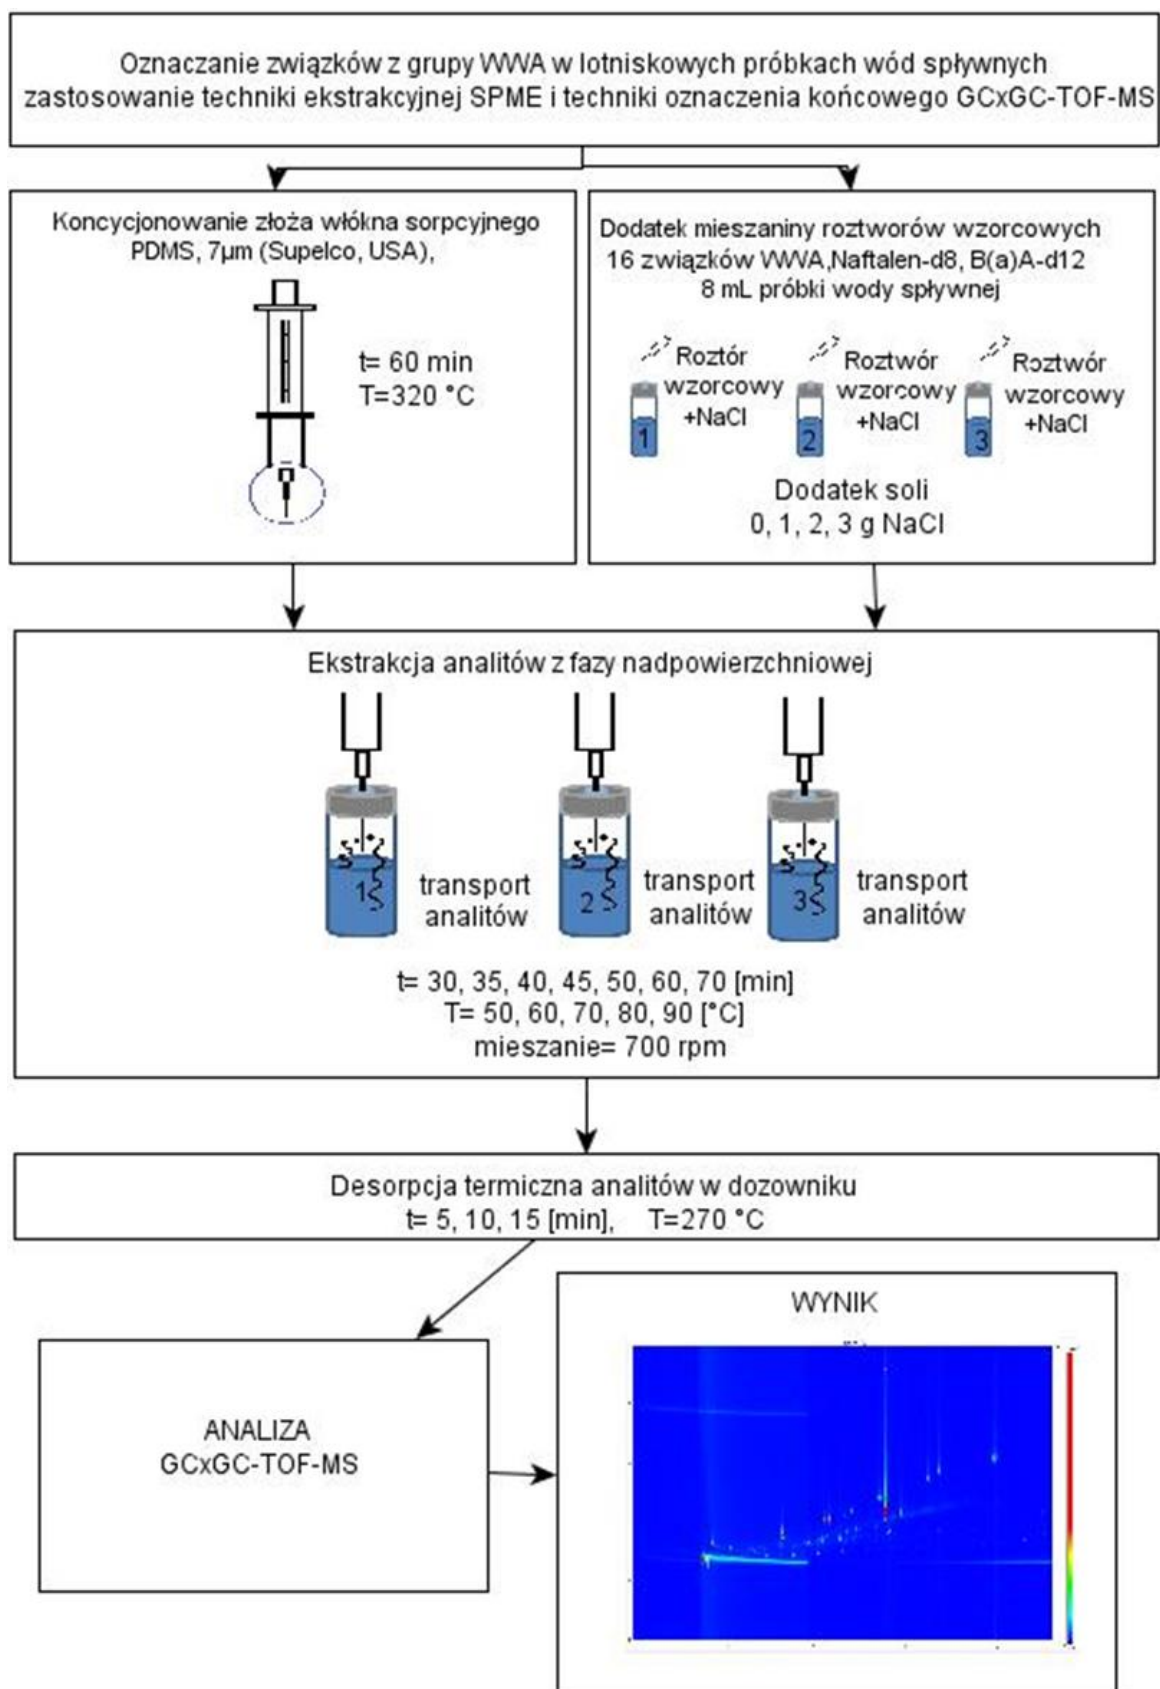 Oznaczanie związków z grupy WWA w lotniskowych próbkach wód spływnych
zastosowanie techniki ekstrakcyjnej SPME i techniki oznaczenia końcowego GCxGC-TOF-MS
Koncycjonowanie złoża włókna sorpcyjnego
PDMS, 7µm (Supelco, USA),
t= 60 min
T=320 °C
Dodatek mieszaniny roztworów wzorcowych
16 związków WWA,Naftalen-d8, B(a)A-d12
8 mL próbki wody spływnej
Roztór
wzorcowy
+NaCl
1
Roztwór
wzorcowy
+NaCl
2
Roztwór
wzorcowy
+NaCl
3
Dodatek soli
0, 1, 2, 3 g NaCl
Ekstrakcja analitów z fazy nadpowierzchniowej
1
transport
analitów
2
transport
analitów
3
transport
analitów
t= 30, 35, 40, 45, 50, 60, 70 [min]
T= 50, 60, 70, 80, 90 [°C]
mieszanie= 700 rpm
Desorpcja termiczna analitów w dozowniku
t= 5, 10, 15 [min], T=270 °C
ANALIZA
GCxGC-TOF-MS
WYNIK